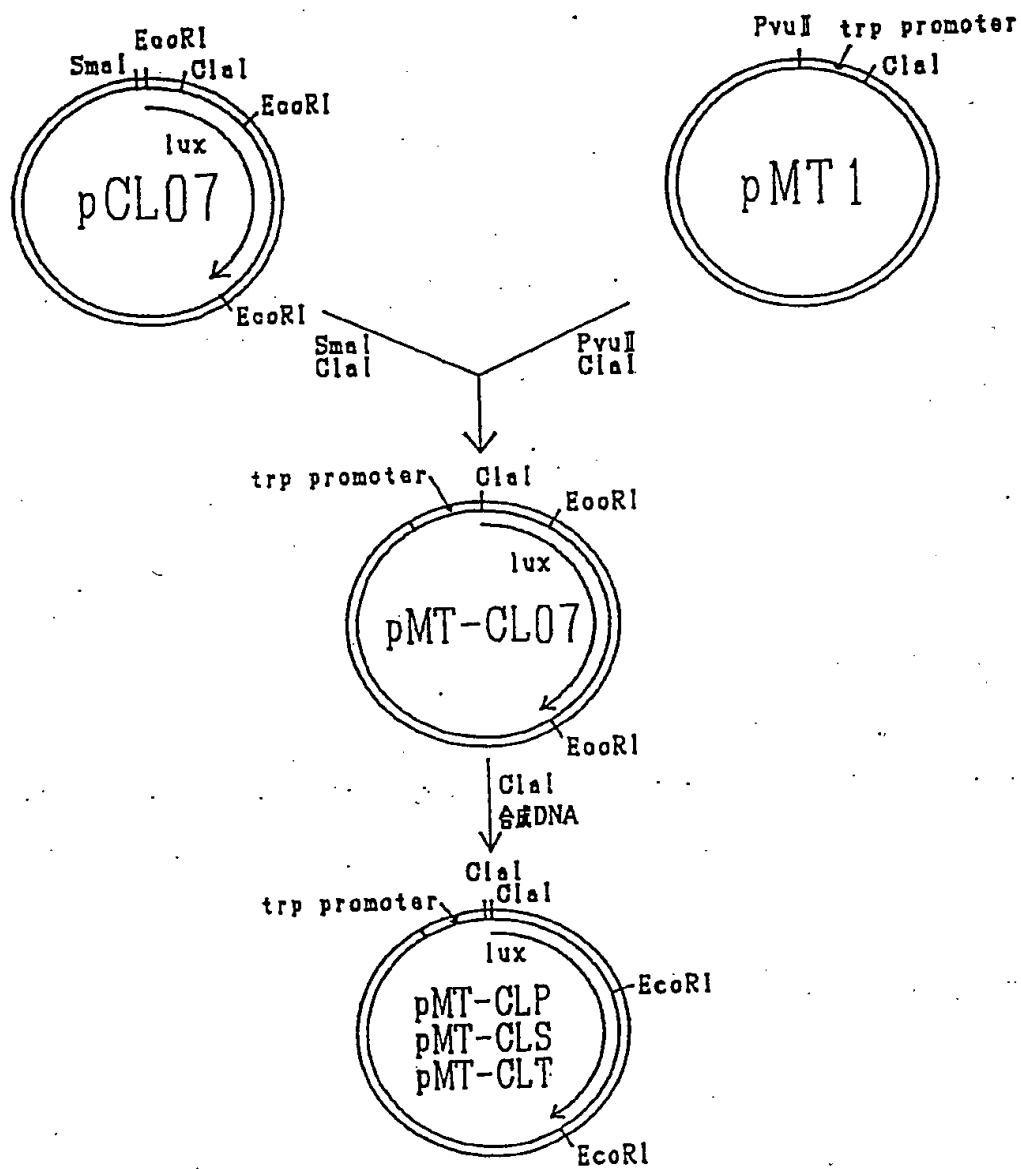 EcoRI
SmaI
ClaI
EcoRI
lux
pCL07
EcoRI
PvuⅡ trp promoter
ClaI
pMT1
SmaI
ClaI
PvuⅡ
ClaI
trp promoter
ClaI
EcoRI
lux
pMT-CL07
EcoRI
ClaI
合成DNA
ClaI
ClaI
trp promoter
lux
EcoRI
pMT-CLP
pMT-CLS
pMT-CLT
EcoRI